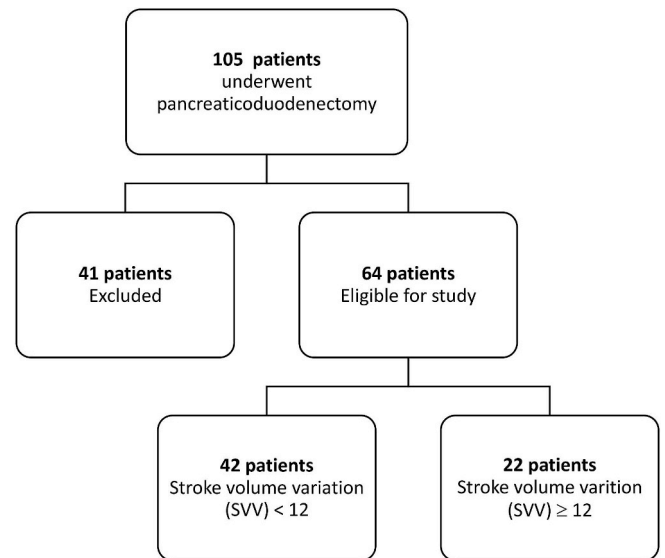 105 patients
underwent
pancreaticoduodenectomy
41 patients
Excluded
64 patients
Eligible for study
42 patients
Stroke volume variation
(SVV) < 12
22 patients
Stroke volume varition
(SVV) ≥ 12